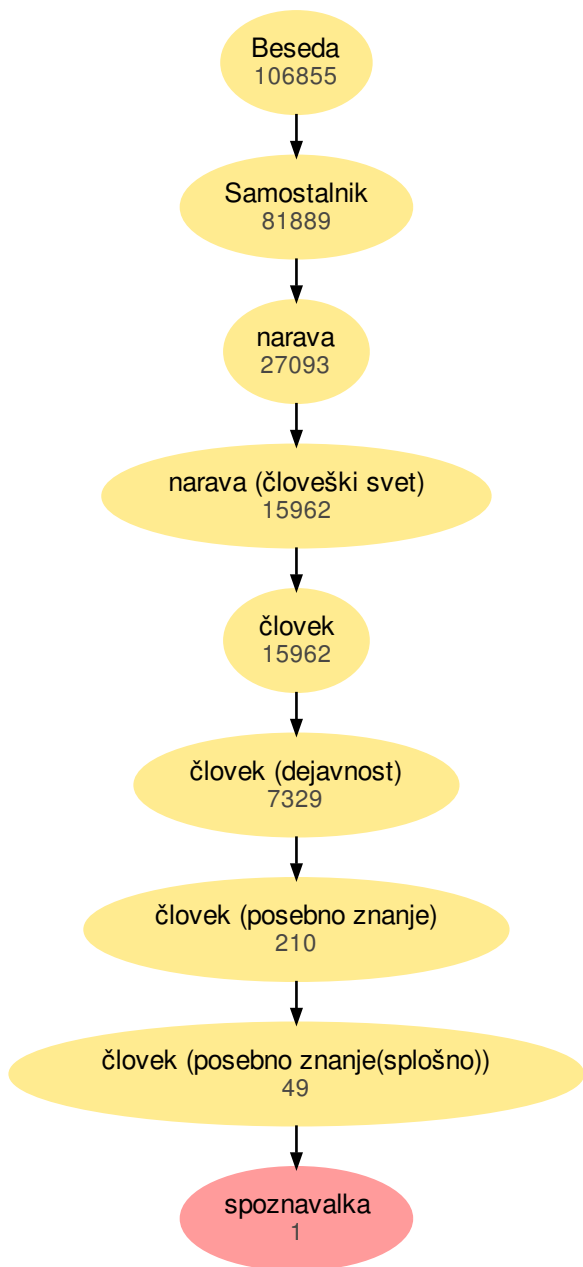 Beseda
106855
Samostalnik
81889
narava
27093
narava (človeški svet)
15962
človek
15962
človek (dejavnost)
7329
človek (posebno znanje)
210
človek (posebno znanje(splošno))
49
spoznavalka
1